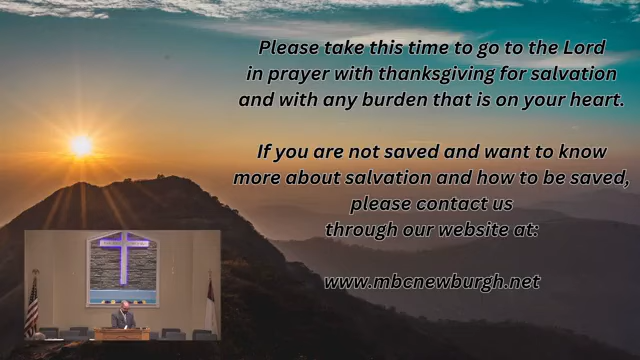 Please take this time to go to the Lord
in prayer with thanksgiving for salvation
and with any burden that is on your heart.
If you are not saved and want to know
more about salvation and how to be saved,
please contact us
through our website at:
www.mbcnewburgh.net